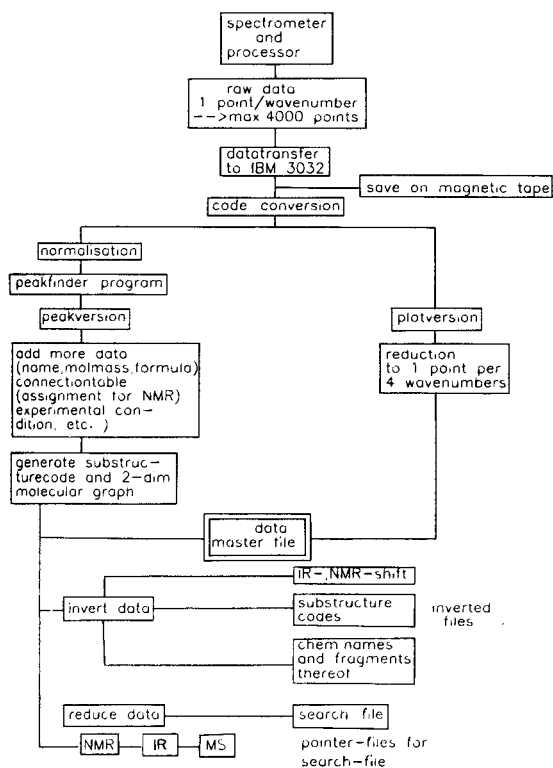 spectrometer
and
processor
raw data
1 point/wavenumber
-->max 4000 points
datatransfer
to IBM 3032
save on magnetic tape
code conversion
normalisation
peakfinder program
peakversion
plotversion
add more data
(name,molmass,formula)
connectiontable
(assignment for NMR)
experimental con-
dition, etc. )
reduction
to 1 point per
4 wavenumbers
generate substruc-
turecode and 2-dim
molecular graph
data
master file
IR-,NMR-shift
invert data
substructure
codes
inverted
files
chem names
and fragments
thereof
reduce data
search file
NMR
IR
MS
pointer-files for
search-file